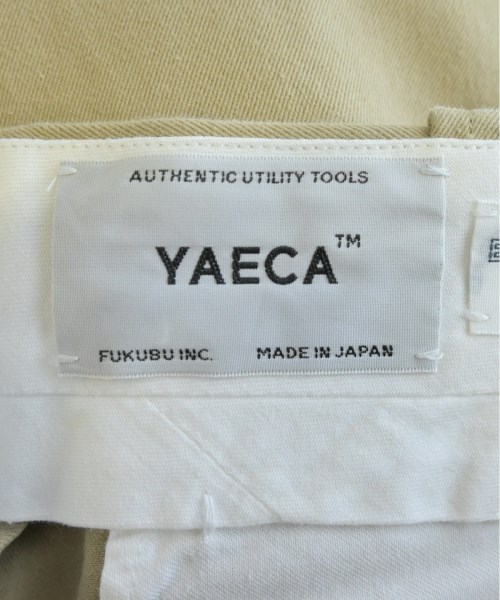 AUTHENTIC UTILITY TOOLS
YAECA™
FUKUBU INC. MADE IN JAPAN